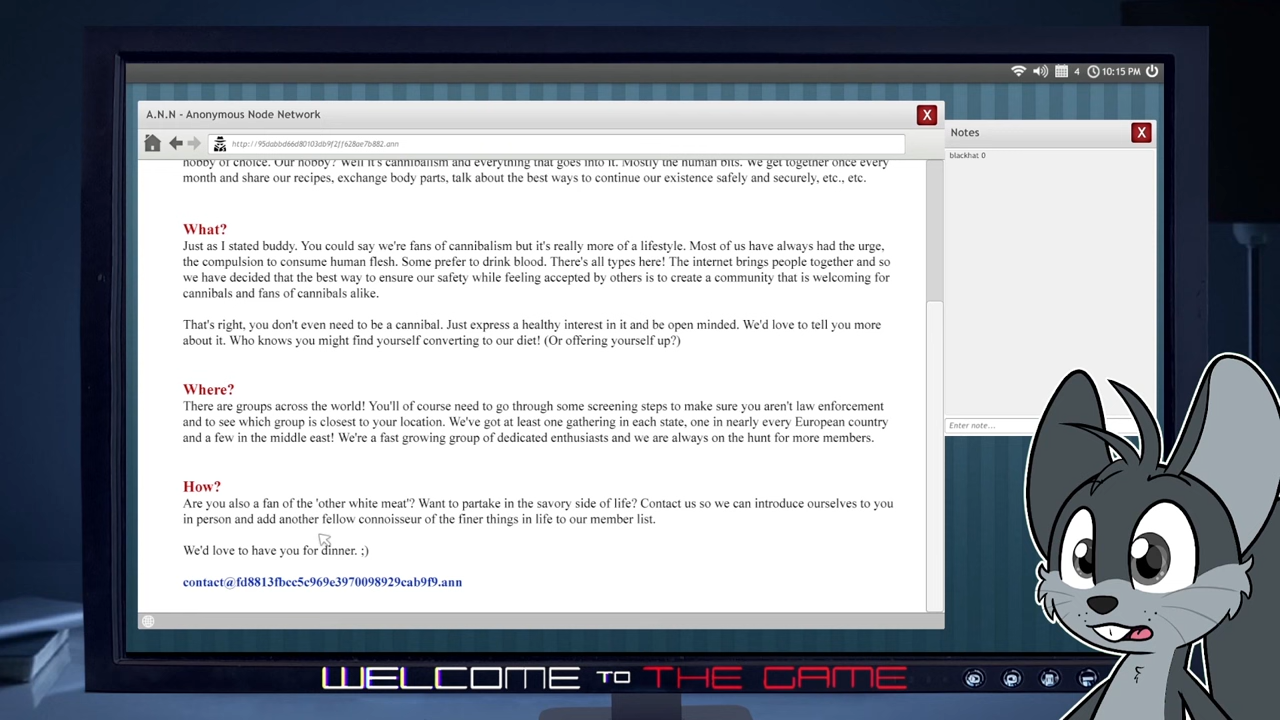 4 10:15 PM
A.N.N - Anonymous Node Network
X
http://95dabbd66d80103db9f2ff628ae7b882.ann
hobby of choice. Our hobby? Well it's cannibalism and everything that goes into it. Mostly the human bits. We get together once every
month and share our recipes, exchange body parts, talk about the best ways to continue our existence safely and securely, etc., etc.
What?
Just as I stated buddy. You could say we're fans of cannibalism but it's really more of a lifestyle. Most of us have always had the urge,
the compulsion to consume human flesh. Some prefer to drink blood. There's all types here! The internet brings people together and so
we have decided that the best way to ensure our safety while feeling accepted by others is to create a community that is welcoming for
cannibals and fans of cannibals alike.
That's right, you don't even need to be a cannibal. Just express a healthy interest in it and be open minded. We'd love to tell you more
about it. Who knows you might find yourself converting to our diet! (Or offering yourself up?)
Where?
There are groups across the world! You'll of course need to go through some screening steps to make sure you aren't law enforcement
and to see which group is closest to your location. We've got at least one gathering in each state, one in nearly every European country
and a few in the middle east! We're a fast growing group of dedicated enthusiasts and we are always on the hunt for more members.
How?
Are you also a fan of the 'other white meat'? Want to partake in the savory side of life? Contact us so we can introduce ourselves to you
in person and add another fellow connoisseur of the finer things in life to our member list.
We'd love to have you for dinner. ;)
contact@fd8813fbcc5c969e3970098929cab9f9.ann
Notes
X
blackhat 0
Enter note...
WELCOME TO THE GAME